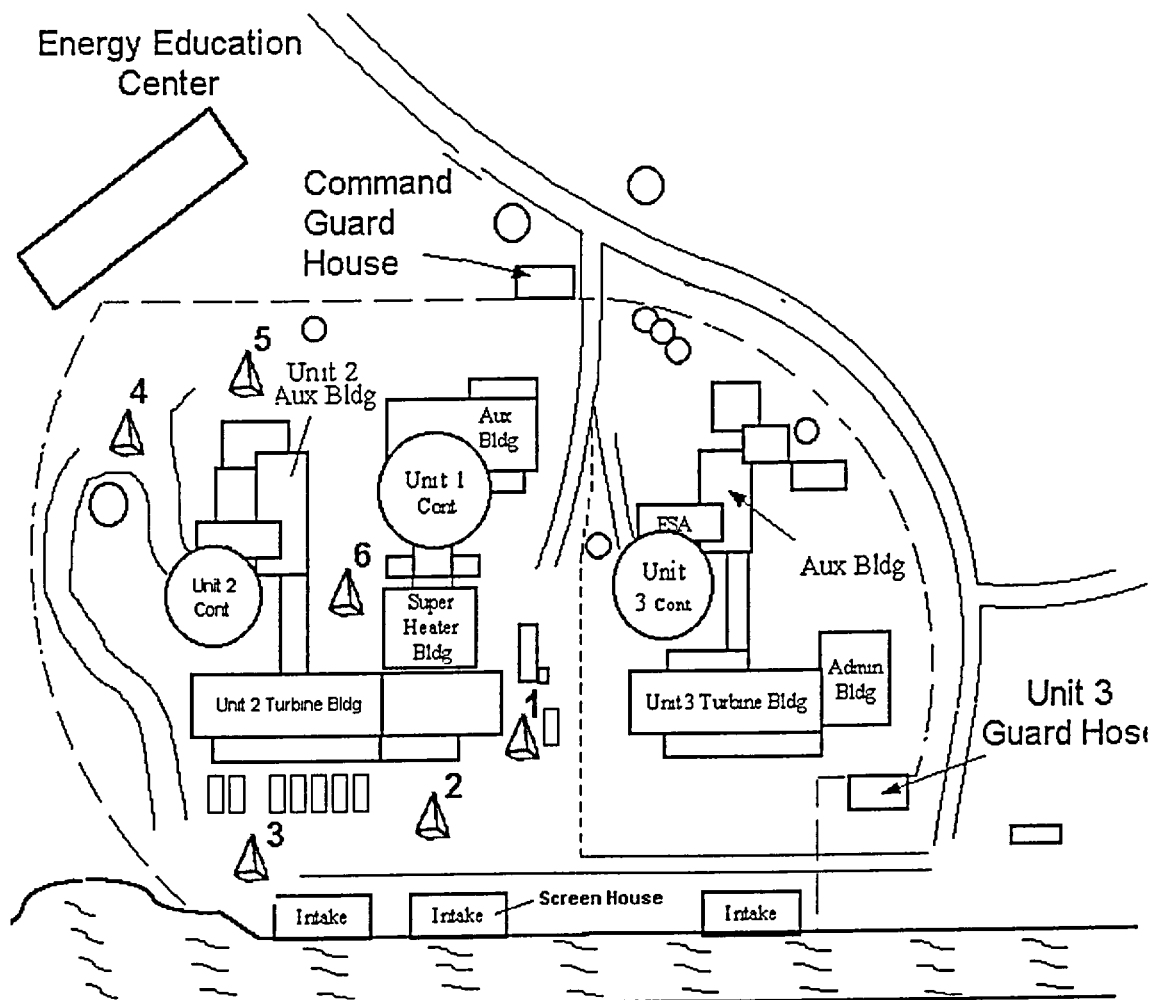 Energy Education
Center
Command
Guard
House
5
Unit 2
Aux Bldg
4
Aux
Bldg
Unit 1
Cont
FSA
Aux Bldg
6
Unit 2
Cont
Unit
3 Cont
Super
Heater
Bldg
Admin
Bldg
Unit 2 Turbine Bldg
1
Unit 3 Turbine Bldg
Unit 3
Guard Hose
2
3
Screen House
Intake
Intake
Intake